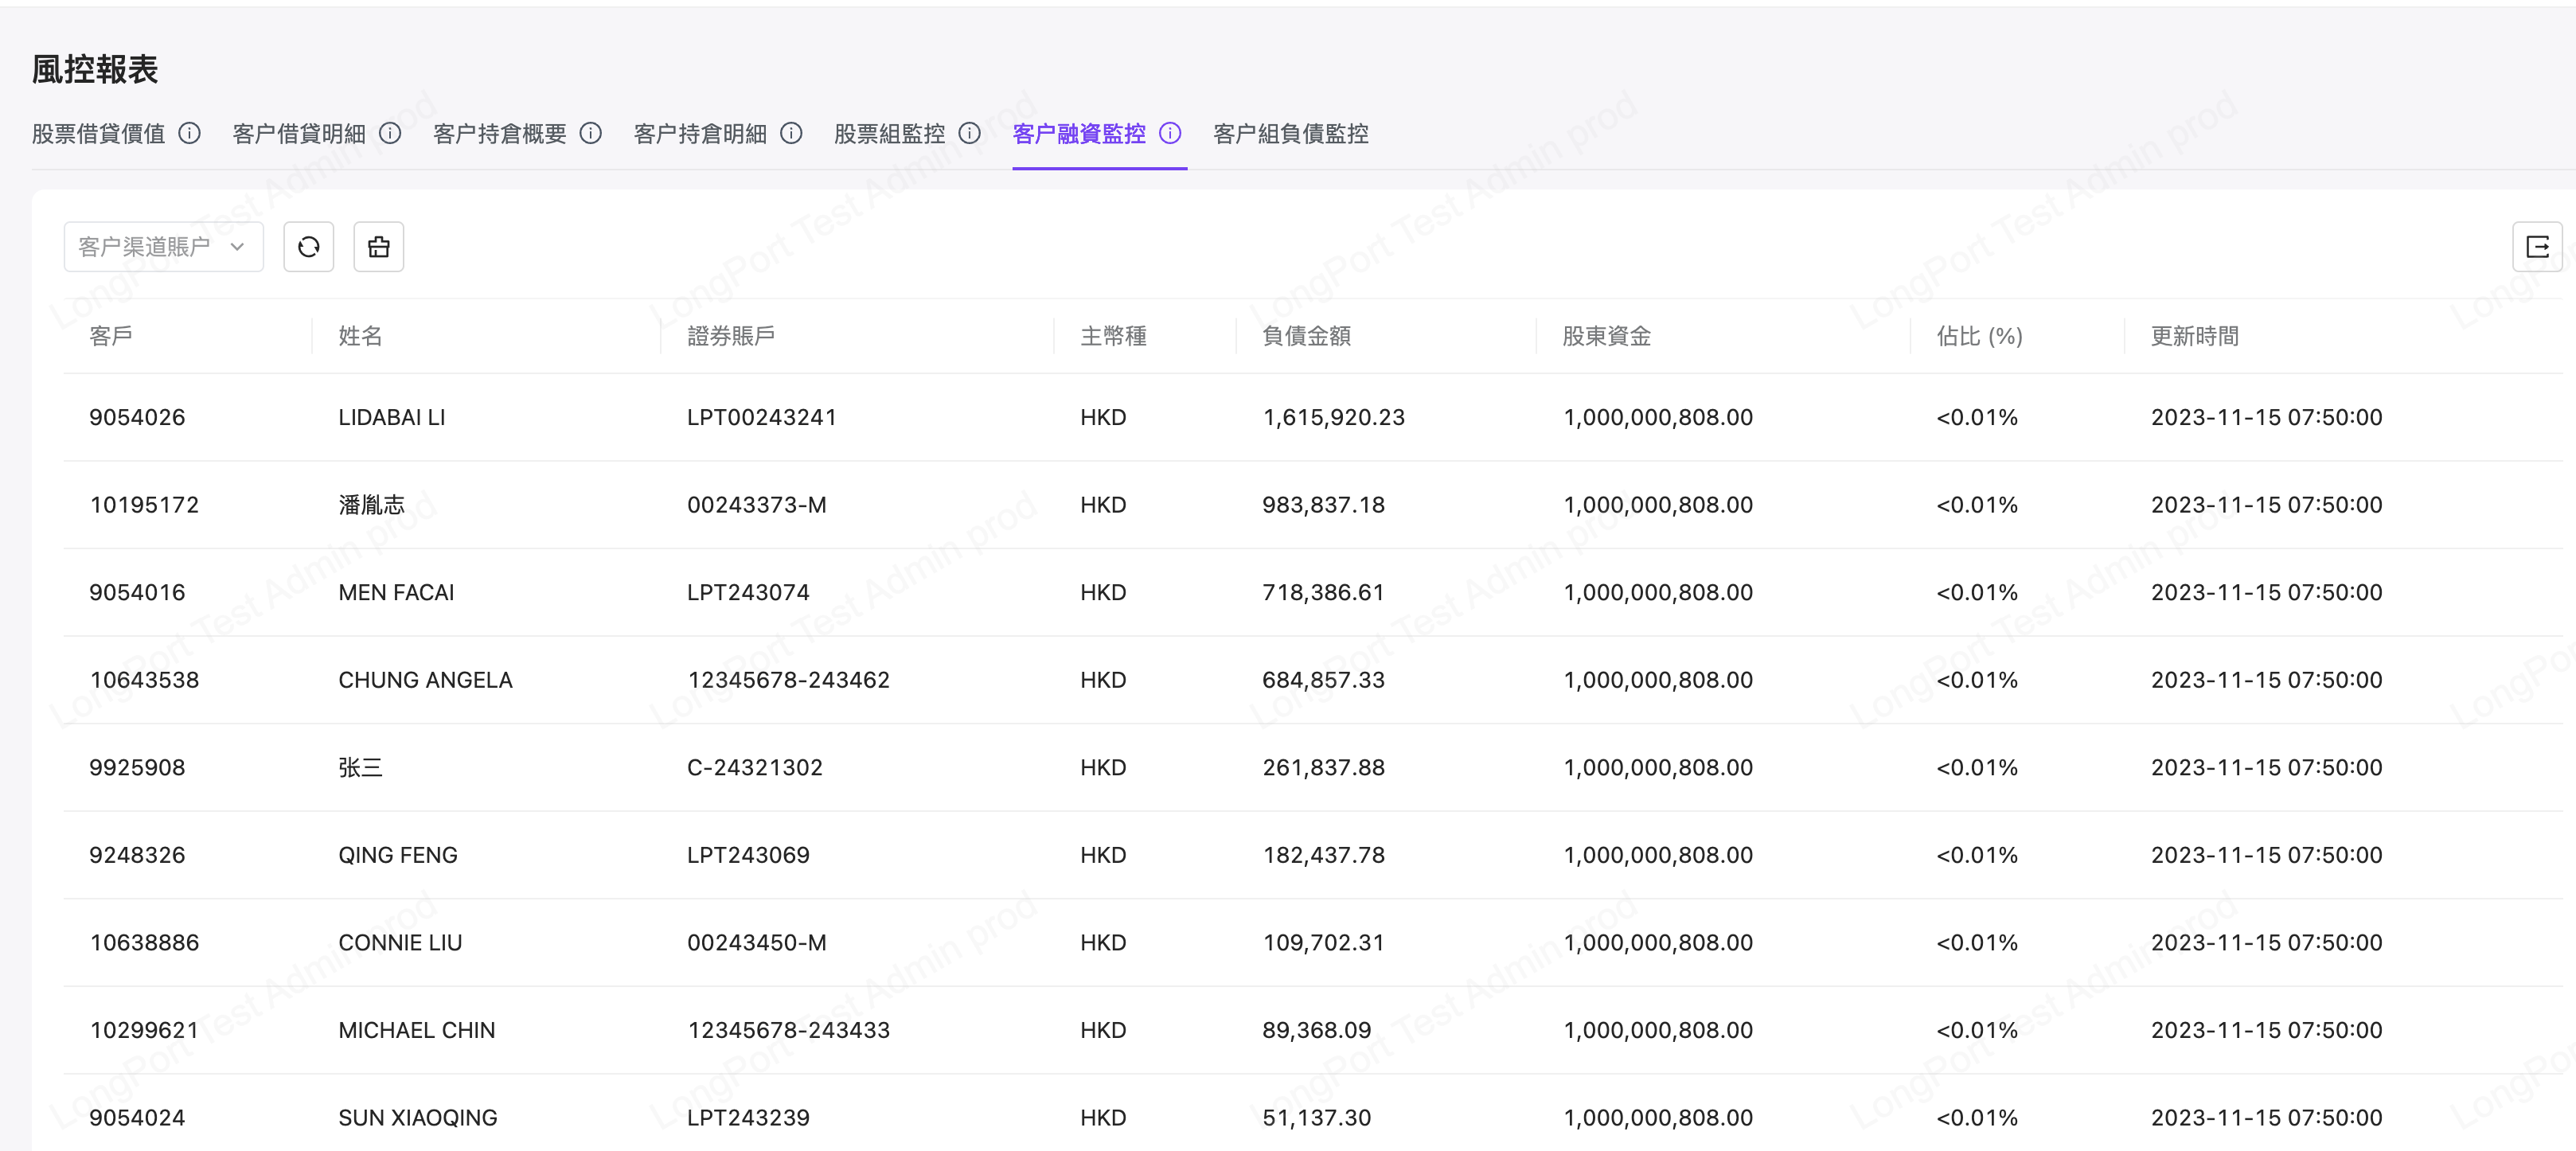 風控報表
股票借貸價值 客户借貸明細 客户持倉概要 客户持倉明細 股票組監控 客户融資監控 客户組負債監控
客户渠道賬户
客戶 姓名 證券賬戶 主幣種 負債金額 股東資金 佔比 (%) 更新時間
9054026 LIDABAI LI LPT00243241 HKD 1,615,920.23 1,000,000,808.00 <0.01% 2023-11-15 07:50:00
10195172 潘胤志 00243373-M HKD 983,837.18 1,000,000,808.00 <0.01% 2023-11-15 07:50:00
9054016 MEN FACAI LPT243074 HKD 718,386.61 1,000,000,808.00 <0.01% 2023-11-15 07:50:00
10643538 CHUNG ANGELA 12345678-243462 HKD 684,857.33 1,000,000,808.00 <0.01% 2023-11-15 07:50:00
9925908 张三 C-24321302 HKD 261,837.88 1,000,000,808.00 <0.01% 2023-11-15 07:50:00
9248326 QING FENG LPT243069 HKD 182,437.78 1,000,000,808.00 <0.01% 2023-11-15 07:50:00
10638886 CONNIE LIU 00243450-M HKD 109,702.31 1,000,000,808.00 <0.01% 2023-11-15 07:50:00
10299621 MICHAEL CHIN 12345678-243433 HKD 89,368.09 1,000,000,808.00 <0.01% 2023-11-15 07:50:00
9054024 SUN XIAOQING LPT243239 HKD 51,137.30 1,000,000,808.00 <0.01% 2023-11-15 07:50:00
LongPort Test Admin prod